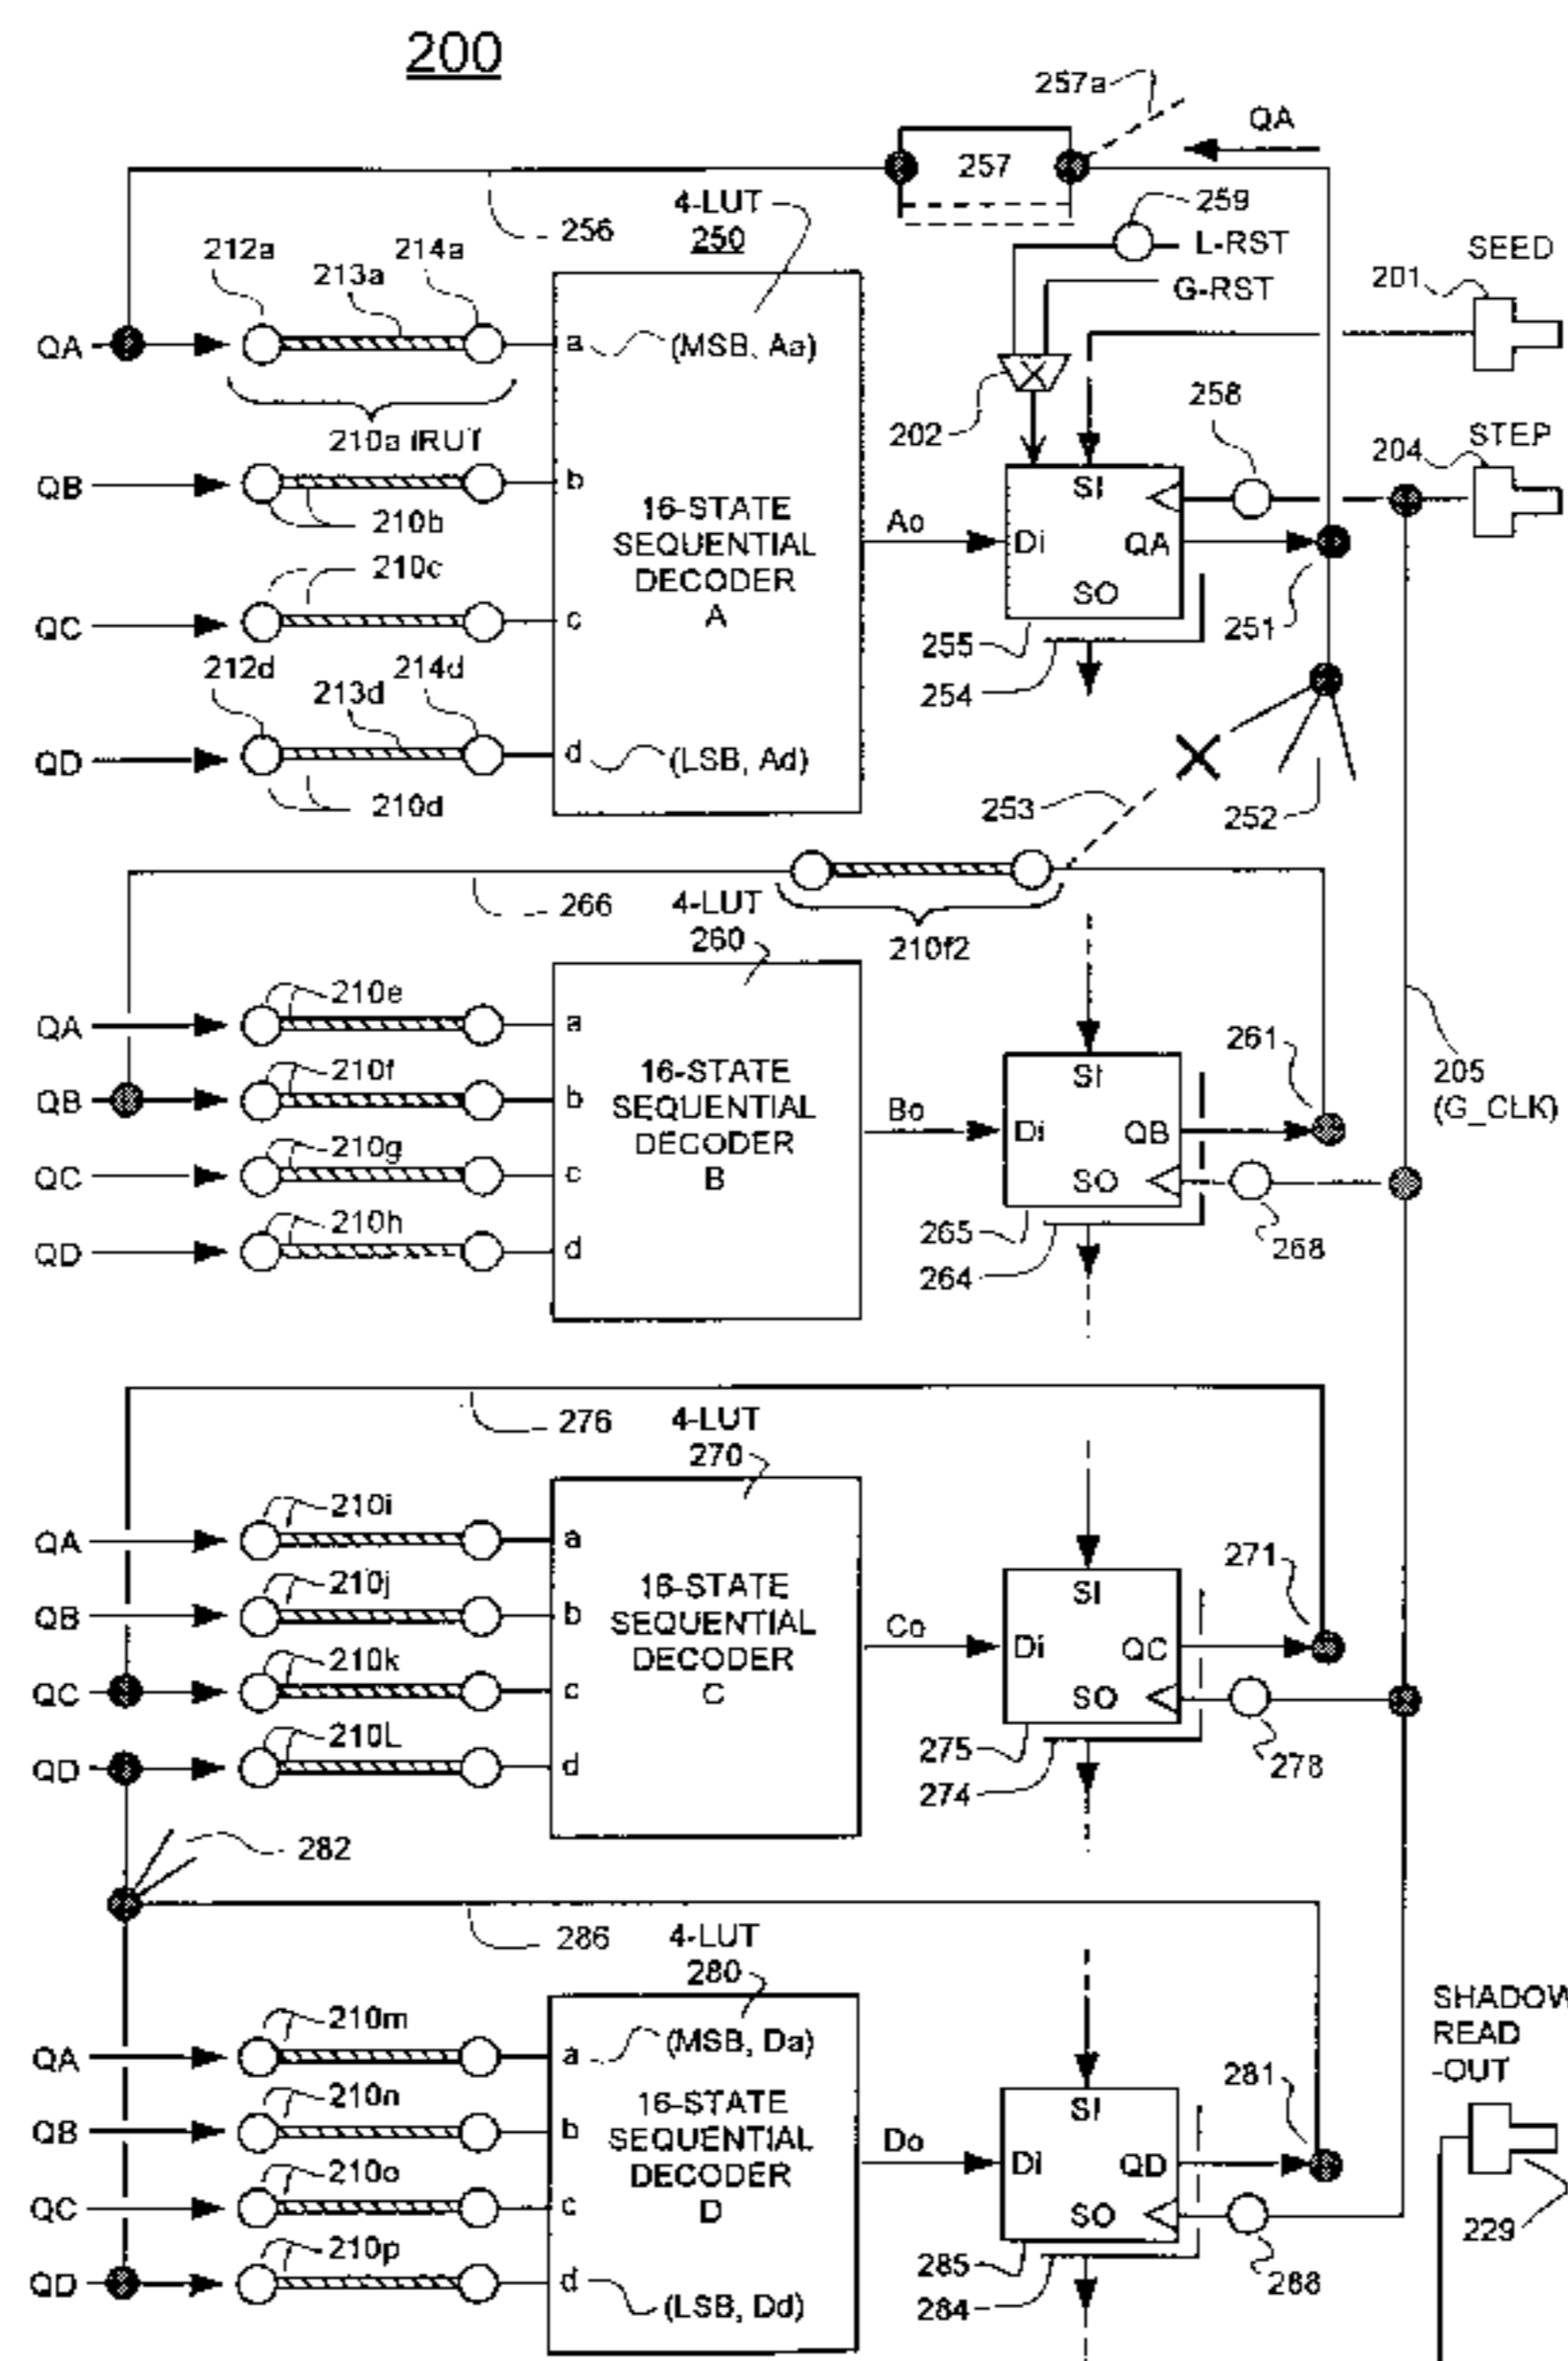 200
257a
QA
257
259
4-LUT
250
L-RST
SEED
256
212a
214a
201
213a
G-RST
QA
a
(MSB, Aa)
258
STEP
202
204
210a IRUT
QB
b
SI
210b
16-STATE
SEQUENTIAL
DECODER
A
Ao
Di
QA
210c
SO
QC
c
251
255
212d
214d
213d
254
QD
d
(LSB, Ad)
210d
253
252
266
4-LUT
260
210f2
210e
QA
a
261
205
(G_CLK)
210f
16-STATE
SEQUENTIAL
DECODER
B
SI
QB
b
Bo
Di
QB
210g
QC
c
SO
210h
265
268
QD
d
264
276
4-LUT
270
210i
271
QA
a
210j
16-STATE
SEQUENTIAL
DECODER
C
SI
QB
b
Co
Di
QC
210k
QC
c
SO
210L
275
278
QD
d
274
282
286
4-LUT
280
SHADOW
READ
-OUT
210m
(MSB, Da)
QA
a
281
210n
16-STATE
SEQUENTIAL
DECODER
D
SI
QB
b
Do
Di
QD
210o
QC
c
SO
229
210p
285
288
QD
d
(LSB, Dd)
284